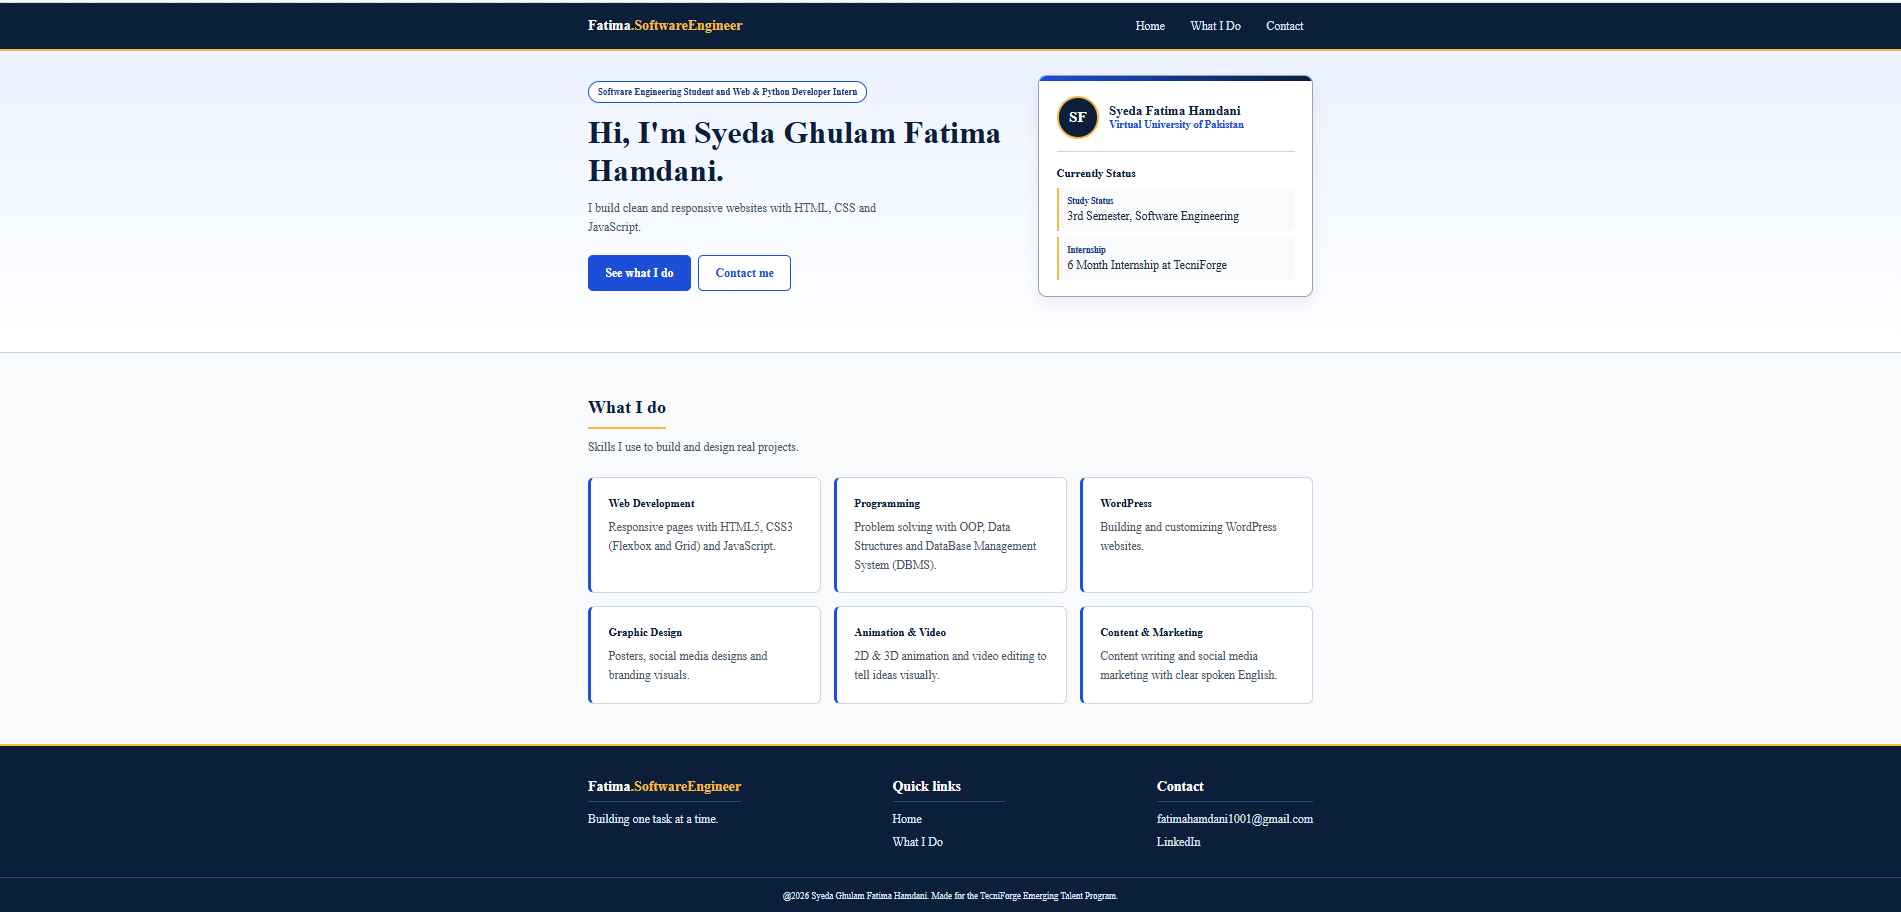 Fatima.SoftwareEngineer
Home
What I Do
Contact
Software Engineering Student and Web & Python Developer Intern
Hi, I'm Syeda Ghulam Fatima
Hamdani.
I build clean and responsive websites with HTML, CSS and
JavaScript.
See what I do
Contact me
SF
Syeda Fatima Hamdani
Virtual University of Pakistan
Currently Status
Study Status
3rd Semester, Software Engineering
Internship
6 Month Internship at TecniForge
What I do
Skills I use to build and design real projects.
Web Development
Responsive pages with HTML5, CSS3
(Flexbox and Grid) and JavaScript.
Programming
Problem solving with OOP, Data
Structures and DataBase Management
System (DBMS).
WordPress
Building and customizing WordPress
websites.
Graphic Design
Posters, social media designs and
branding visuals.
Animation & Video
2D & 3D animation and video editing to
tell ideas visually.
Content & Marketing
Content writing and social media
marketing with clear spoken English.
Fatima.SoftwareEngineer
Building one task at a time.
Quick links
Home
What I Do
Contact
fatimahamdani1001@gmail.com
LinkedIn
@2026 Syeda Ghulam Fatima Hamdani. Made for the TecniForge Emerging Talent Program.